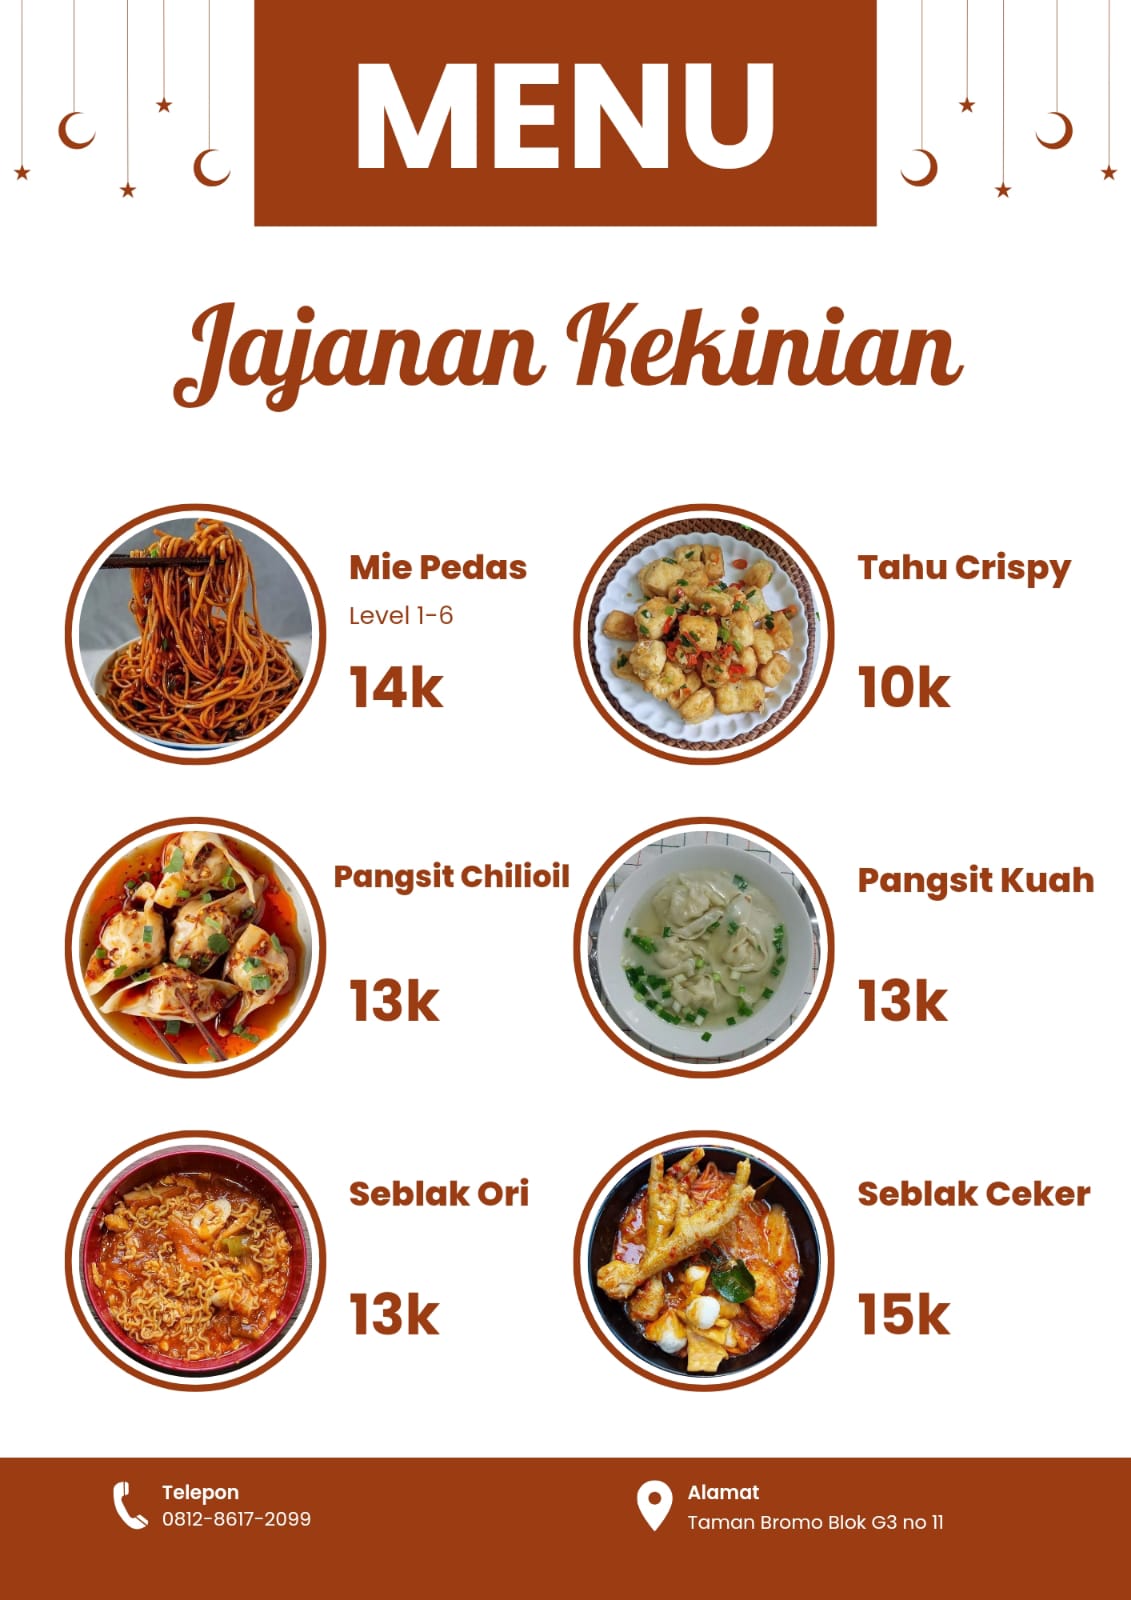 MENU
Jajanan Kekinian
Mie Pedas
Level 1-6
14k
Tahu Crispy
10k
Pangsit Chilioil
13k
Pangsit Kuah
13k
Seblak Ori
13k
Seblak Ceker
15k
Telepon
0812-8617-2099
Alamat
Taman Bromo Blok G3 no 11